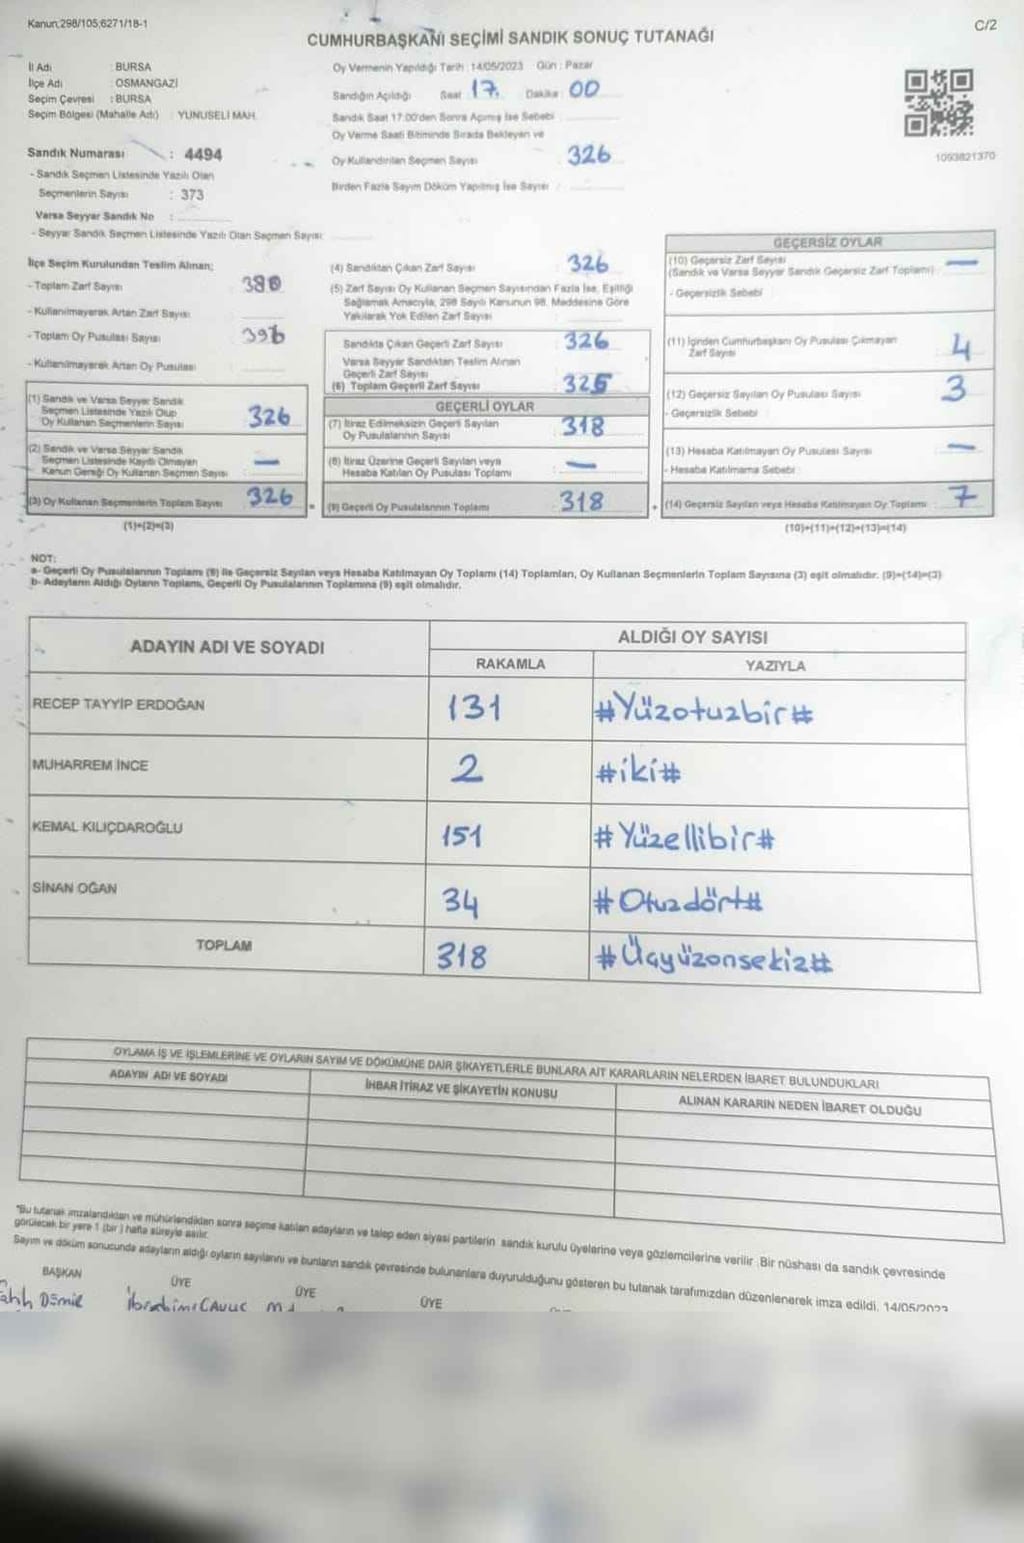 Kanun;298/105,6271/18-1
C/2
CUMHURBAŞKANI SEÇİMİ SANDIK SONUÇ TUTANAĞI
İl Adı : BURSA
İlçe Adı : OSMANGAZİ
Seçim Çevresi : BURSA
Seçim Bölgesi (Mahalle Adı) : YUNUSELİ MAH.
Sandık Numarası : 4494
- Sandık Seçmen Listesinde Yazılı Olan
Seçmenlerin Sayısı : 373
Varsa Seyyar Sandık No :
- Seyyar Sandık Seçmen Listesinde Yazılı Olan Seçmen Sayısı:
Oy Vermenin Yapıldığı Tarih : 14/05/2023 Gün : Pazar
Sandığın Açıldığı Saat : 17. Dakika : 00
Sandık Saat 17:00'den Sonra Açımış İse Sebebi
Oy Verme Saati Bitiminde Sırada Bekleyen ve
Oy Kullandırılan Seçmen Sayısı 326
Birden Fazla Sayım Döküm Yapılmış İse Sayısı :
1093821370
İlçe Seçim Kurulundan Teslim Alınan;
- Toplam Zarf Sayısı 380
- Kullanılmayarak Artan Zarf Sayısı
- Toplam Oy Pusulası Sayısı
- Kullanılmayarak Artan Oy Pusulası
(1) Sandık ve Varsa Seyyar Sandık
Seçmen Listesinde Yazılı Olup
Oy Kullanan Seçmenlerin Sayısı 326
(2) Sandık ve Varsa Seyyar Sandık
Seçmen Listesinde Kayıtlı Olmayan
Kanun Gereği Oy Kullanan Seçmen Sayısı —
(3) Oy Kullanan Seçmenlerin Toplam Sayısı 326
(1)+(2)=(3)
(4) Sandıktan Çıkan Zarf Sayısı 326
(5) Zarf Sayısı Oy Kullanan Seçmen Sayısından Fazla İse, Eşitliği
Sağlamak Amacıyla, 298 Sayılı Kanunun 98. Maddesine Göre
Yakılarak Yok Edilen Zarf Sayısı
Sandıkta Çıkan Geçerli Zarf Sayısı 326
Varsa Seyyar Sandıktan Teslim Alınan
Geçerli Zarf Sayısı
(6) Toplam Geçerli Zarf Sayısı 326
GEÇERLİ OYLAR
(7) İtiraz Edilmeksizin Geçerli Sayılan
Oy Pusulalarının Sayısı 318
(8) İtiraz Üzerine Geçerli Sayılan veya
Hesaba Katılan Oy Pusulası Toplamı —
(9) Geçerli Oy Pusulalarının Toplamı 318
GEÇERSİZ OYLAR
(10) Geçersiz Zarf Sayısı —
(Sandık ve Varsa Seyyar Sandık Geçersiz Zarf Toplamı)
- Geçersizlik Sebebi
(11) İçinden Cumhurbaşkanı Oy Pusulası Çıkmayan
Zarf Sayısı 4
(12) Geçersiz Sayılan Oy Pusulası Sayısı 3
- Geçersizlik Sebebi
(13) Hesaba Katılmayan Oy Pusulası Sayısı —
- Hesaba Katılmama Sebebi
(14) Geçersiz Sayılan veya Hesaba Katılmayan Oy Toplamı 7
(10)+(11)+(12)+(13)=(14)
NOT:
a- Geçerli Oy Pusulalarının Toplamı (9) ile Geçersiz Sayılan veya Hesaba Katılmayan Oy Toplamı (14) Toplamları, Oy Kullanan Seçmenlerin Toplam Sayısına (3) eşit olmalıdır. (9)+(14)=(3)
b- Adayların Aldığı Oyların Toplamı, Geçerli Oy Pusulalarının Toplamına (9) eşit olmalıdır.
ADAYIN ADI VE SOYADI
ALDIĞI OY SAYISI
RAKAMLA YAZIYLA
RECEP TAYYİP ERDOĞAN 131 #Yüzotuzbir#
MUHARREM İNCE 2 #iki#
KEMAL KILIÇDAROĞLU 151 #Yüzellibir#
SİNAN OĞAN 34 #Otuzdört#
TOPLAM 318 #Üçyüzonsekiz#
OYLAMA İŞ VE İŞLEMLERİNE VE OYLARIN SAYIM VE DÖKÜMÜNE DAİR ŞİKAYETLERLE BUNLARA AİT KARARLARIN NELERDEN İBARET BULUNDUKLARI
ADAYIN ADI VE SOYADI İHBAR İTİRAZ VE ŞİKAYETİN KONUSU ALINAN KARARIN NEDEN İBARET OLDUĞU
*Bu tutanak imzalandıktan ve mühürlendikten sonra seçime katılan adayların ve talep eden siyasi partilerin sandık kurulu üyelerine veya gözlemcilerine verilir. Bir nüshası da sandık çevresinde
görülecek bir yere 1 (bir) hafta süreyle asılır.
Sayım ve döküm sonucunda adayların aldığı oyların sayılarını ve bunların sandık çevresinde bulunanlara duyurulduğunu gösteren bu tutanak tarafımızdan düzenlenerek imza edildi. 14/05/2023
BAŞKAN ÜYE ÜYE ÜYE